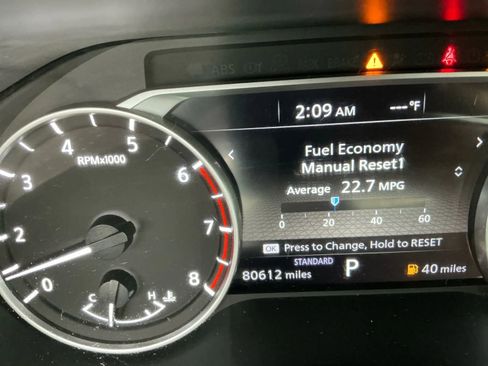 ABS
2:09 AM
---°F
Fuel Economy
Manual Reset1
Average 22.7 MPG
0 20 40 60
OK Press to Change, Hold to RESET
STANDARD
80612 miles P 40 miles
RPMx1000
0 2 3 4 5 6 7 8
C H